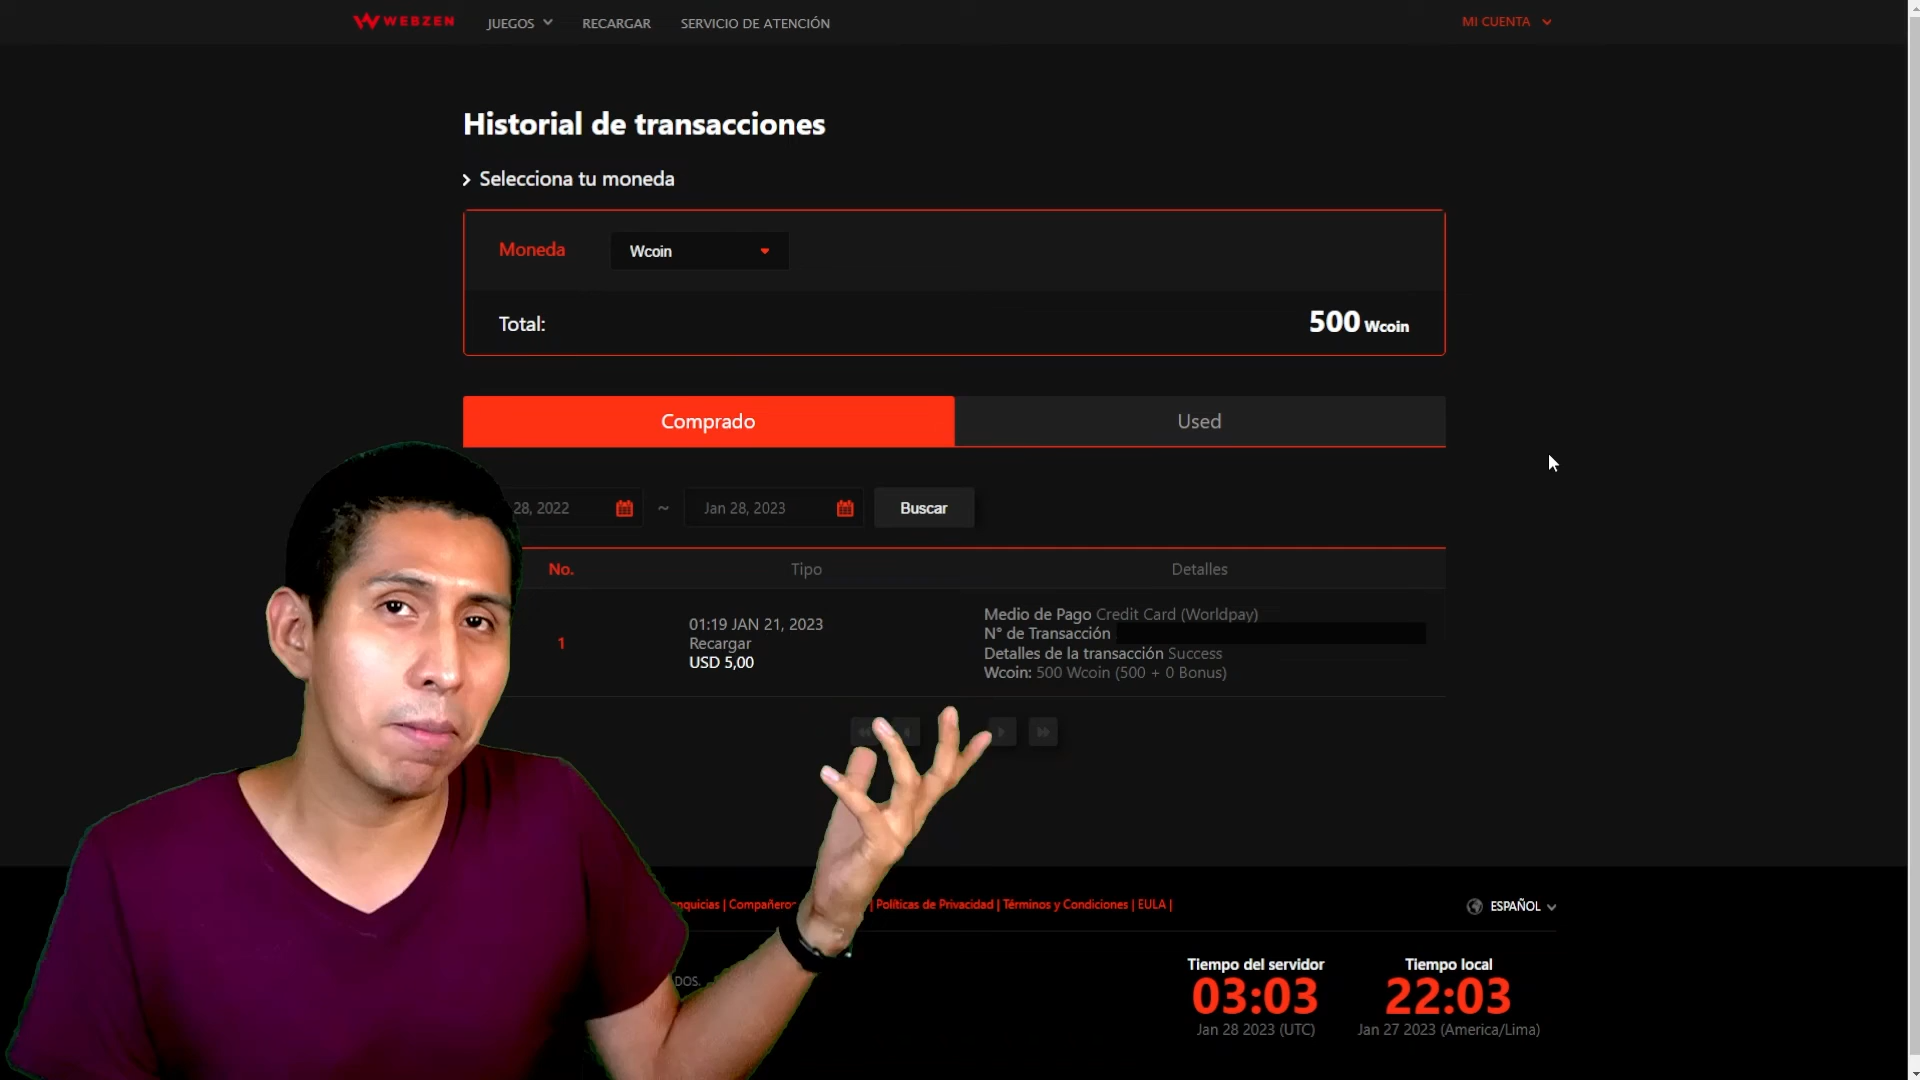 WEBZEN
JUEGOS
RECARGAR
SERVICIO DE ATENCIÓN
MI CUENTA
Historial de transacciones
Selecciona tu moneda
Moneda
Wcoin
Total:
500 Wcoin
Comprado
Used
28, 2022
~
Jan 28, 2023
Buscar
No.
Tipo
Detalles
1
01:19 JAN 21, 2023
Recargar
USD 5,00
Medio de Pago Credit Card (Worldpay)
N° de Transacción
Detalles de la transacción Success
Wcoin: 500 Wcoin (500 + 0 Bonus)
nquicias | Compañeros | Políticas de Privacidad | Términos y Condiciones | EULA |
ESPAÑOL
DOS.
Tiempo del servidor
03:03
Jan 28 2023 (UTC)
Tiempo local
22:03
Jan 27 2023 (America/Lima)